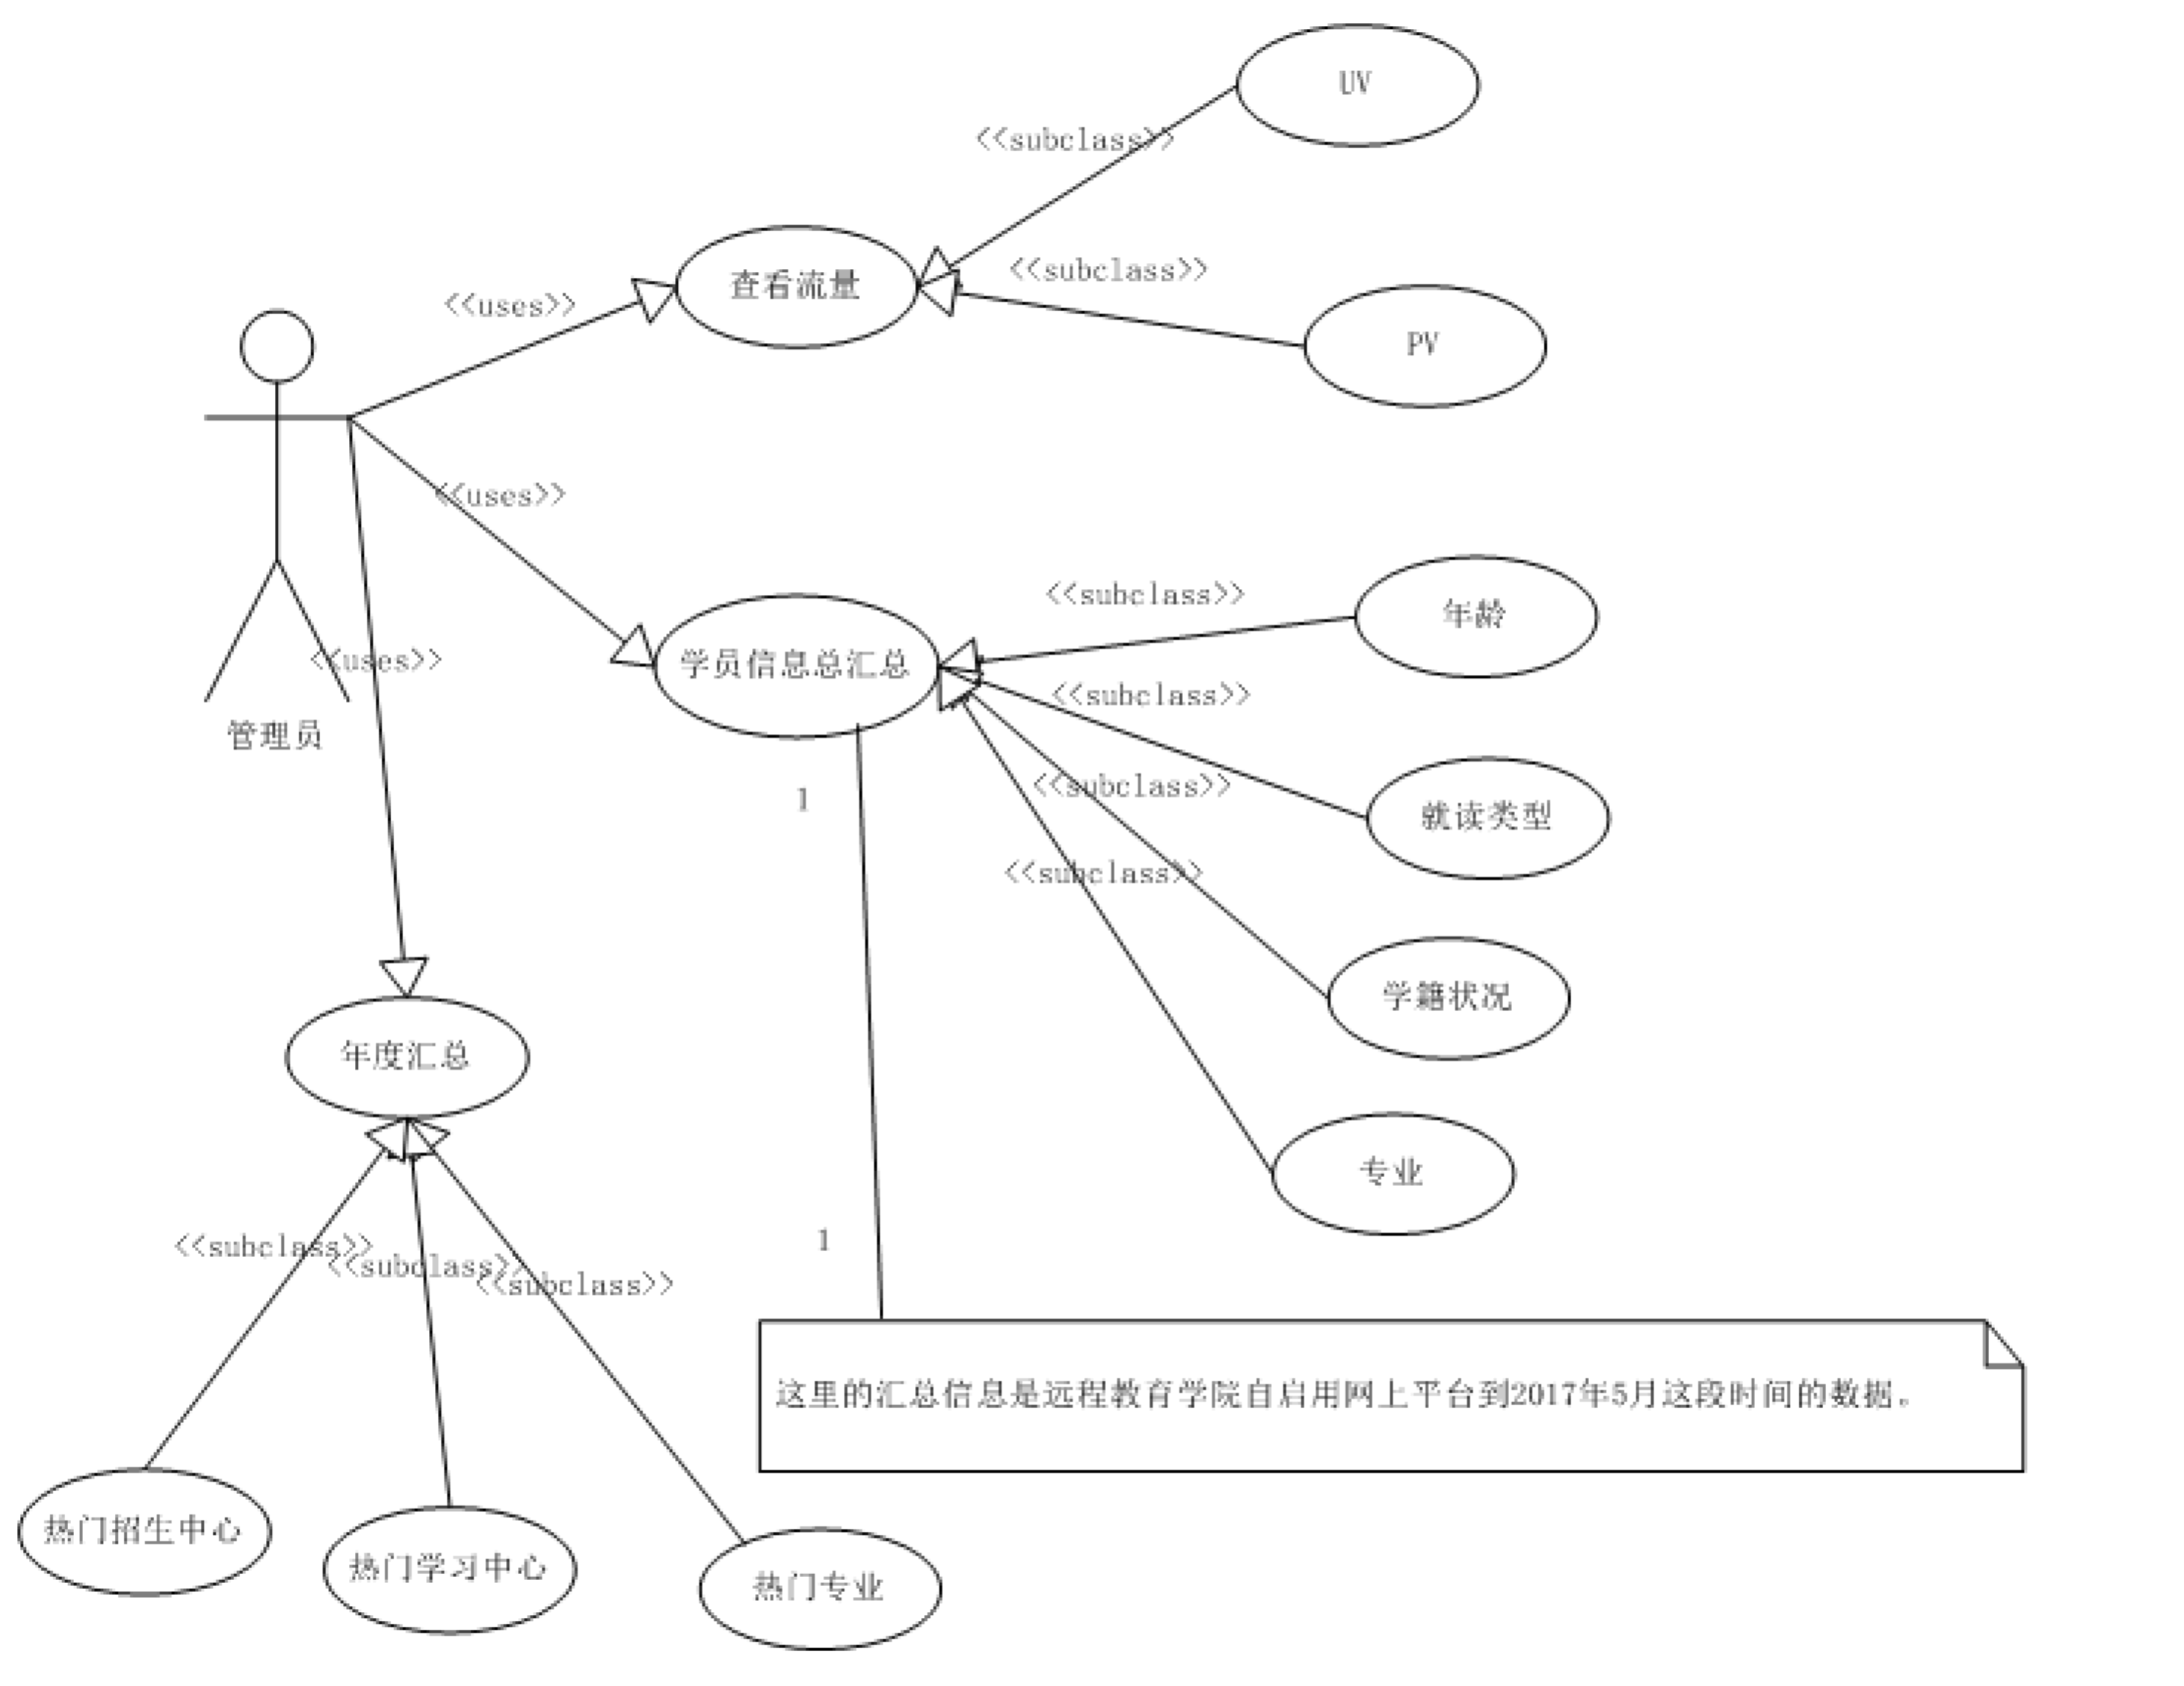 UV
<<subclass>>
<<subclass>>
查看流量
<<uses>>
PV
<<uses>>
<<subclass>>
年龄
<<uses>>
学员信息总汇总
<<subclass>>
管理员
<<subclass>>
1
就读类型
<<subclass>>
学籍状况
年度汇总
专业
<<subclass>>
<<subclass>>
<<subclass>>
1
这里的汇总信息是远程教育学院自启用网上平台到2017年5月这段时间的数据。
热门招生中心
热门学习中心
热门专业